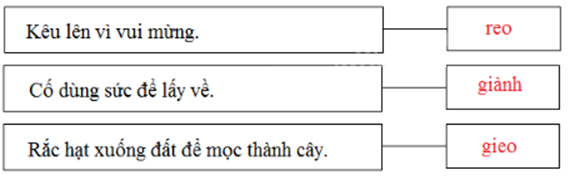 Kêu lên vì vui mừng. reo
Cố dùng sức để lấy về. giành
Rắc hạt xuống đất để mọc thành cây. gieo